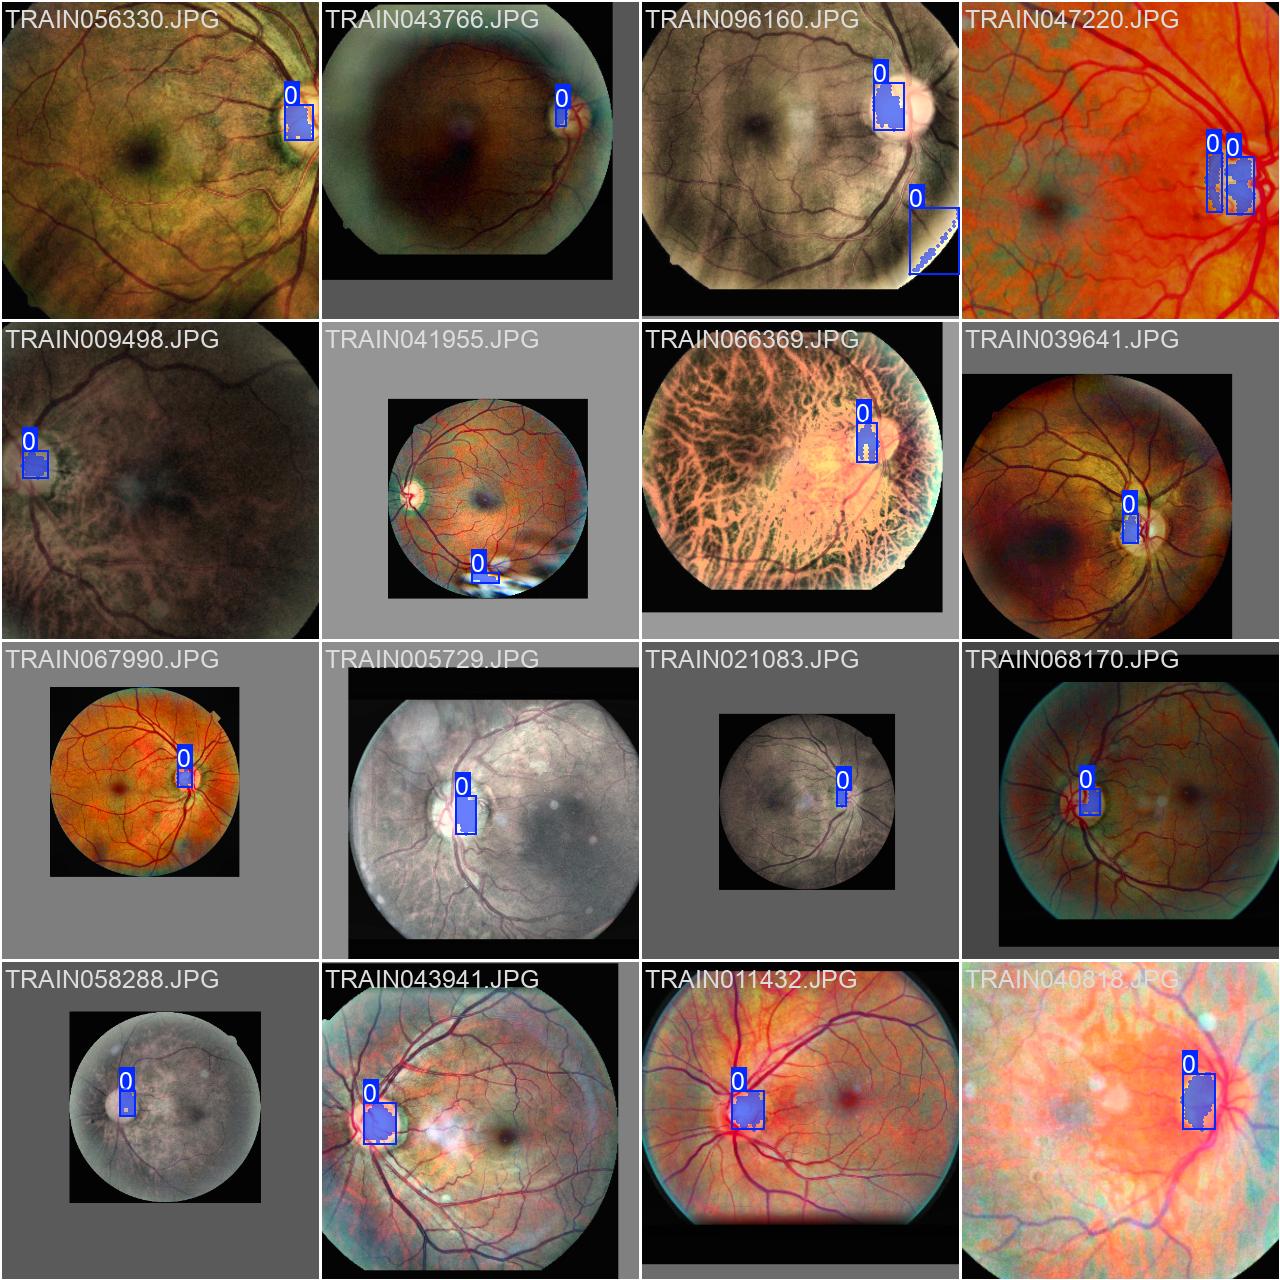 TRAIN056330.JPG
TRAIN043766.JPG
TRAIN096160.JPG
TRAIN047220.JPG
0
0
0
0
0
0
TRAIN009498.JPG
TRAIN041955.JPG
TRAIN066369.JPG
TRAIN039641.JPG
0
0
0
0
TRAIN067990.JPG
TRAIN005729.JPG
TRAIN021083.JPG
TRAIN068170.JPG
0
0
0
0
TRAIN058288.JPG
TRAIN043941.JPG
TRAIN011432.JPG
TRAIN040818.JPG
0
0
0
0